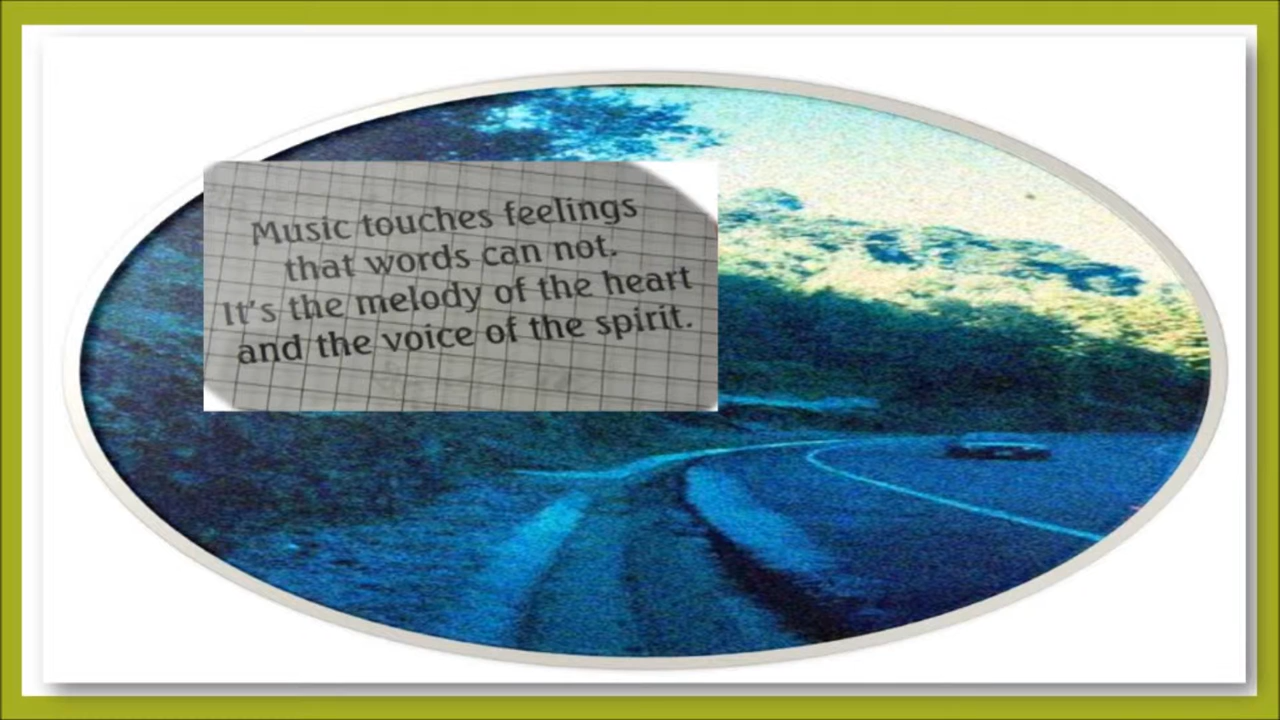 Music touches feelings
that words can not.
It's the melody of the heart
and the voice of the spirit.